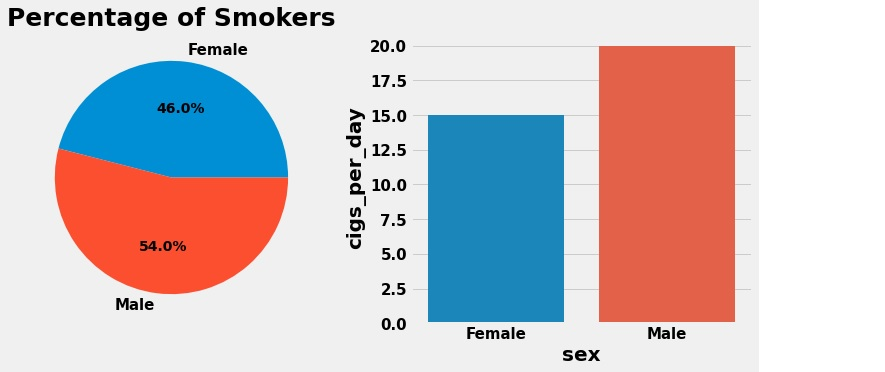 Percentage of Smokers
Female
46.0%
54.0%
Male
cigs_per_day
20.0
17.5
15.0
12.5
10.0
7.5
5.0
2.5
0.0
Female
Male
sex